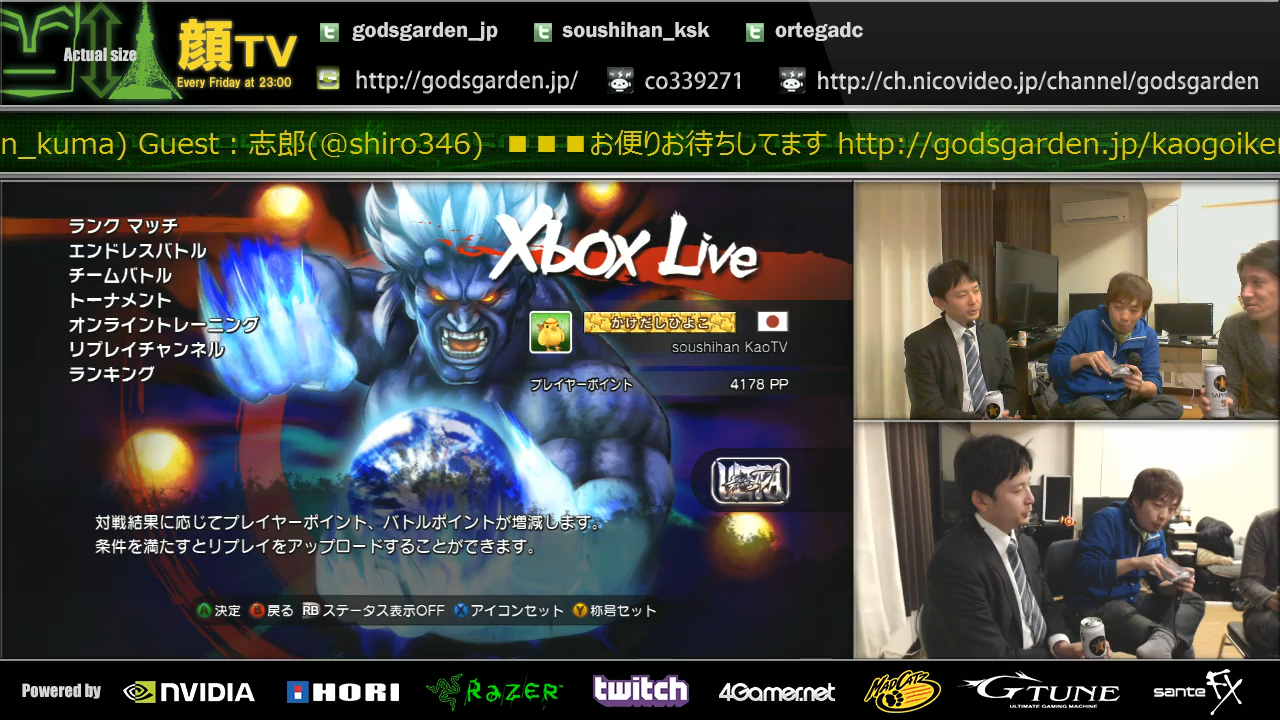 Actual size
顔TV
Every Friday at 23:00
godsgarden_jp
soushihan_ksk
ortegadc
http://godsgarden.jp/
co339271
http://ch.nicovideo.jp/channel/godsgarden
n_kuma) Guest : 志郎(@shiro346) ■■■お便りお待ちしてます http://godsgarden.jp/kaogoiken
Xbox Live
ランク マッチ
エンドレスバトル
チームバトル
トーナメント
オンライントレーニング
リプレイチャンネル
ランキング
かけだしひよこ
soushihan KaoTV
プレイヤーポイント 4178 PP
ULTRA
対戦結果に応じてプレイヤーポイント、バトルポイントが増減します。
条件を満たすとリプレイをアップロードすることができます。
A 決定 B 戻る RB ステータス表示OFF X アイコンセット Y 称号セット
Powered by
NVIDIA
HORI
RAZER
twitch
4Gamer.net
MAD CATZ
G TUNE
ULTIMATE GAMING MACHINE
sante FX